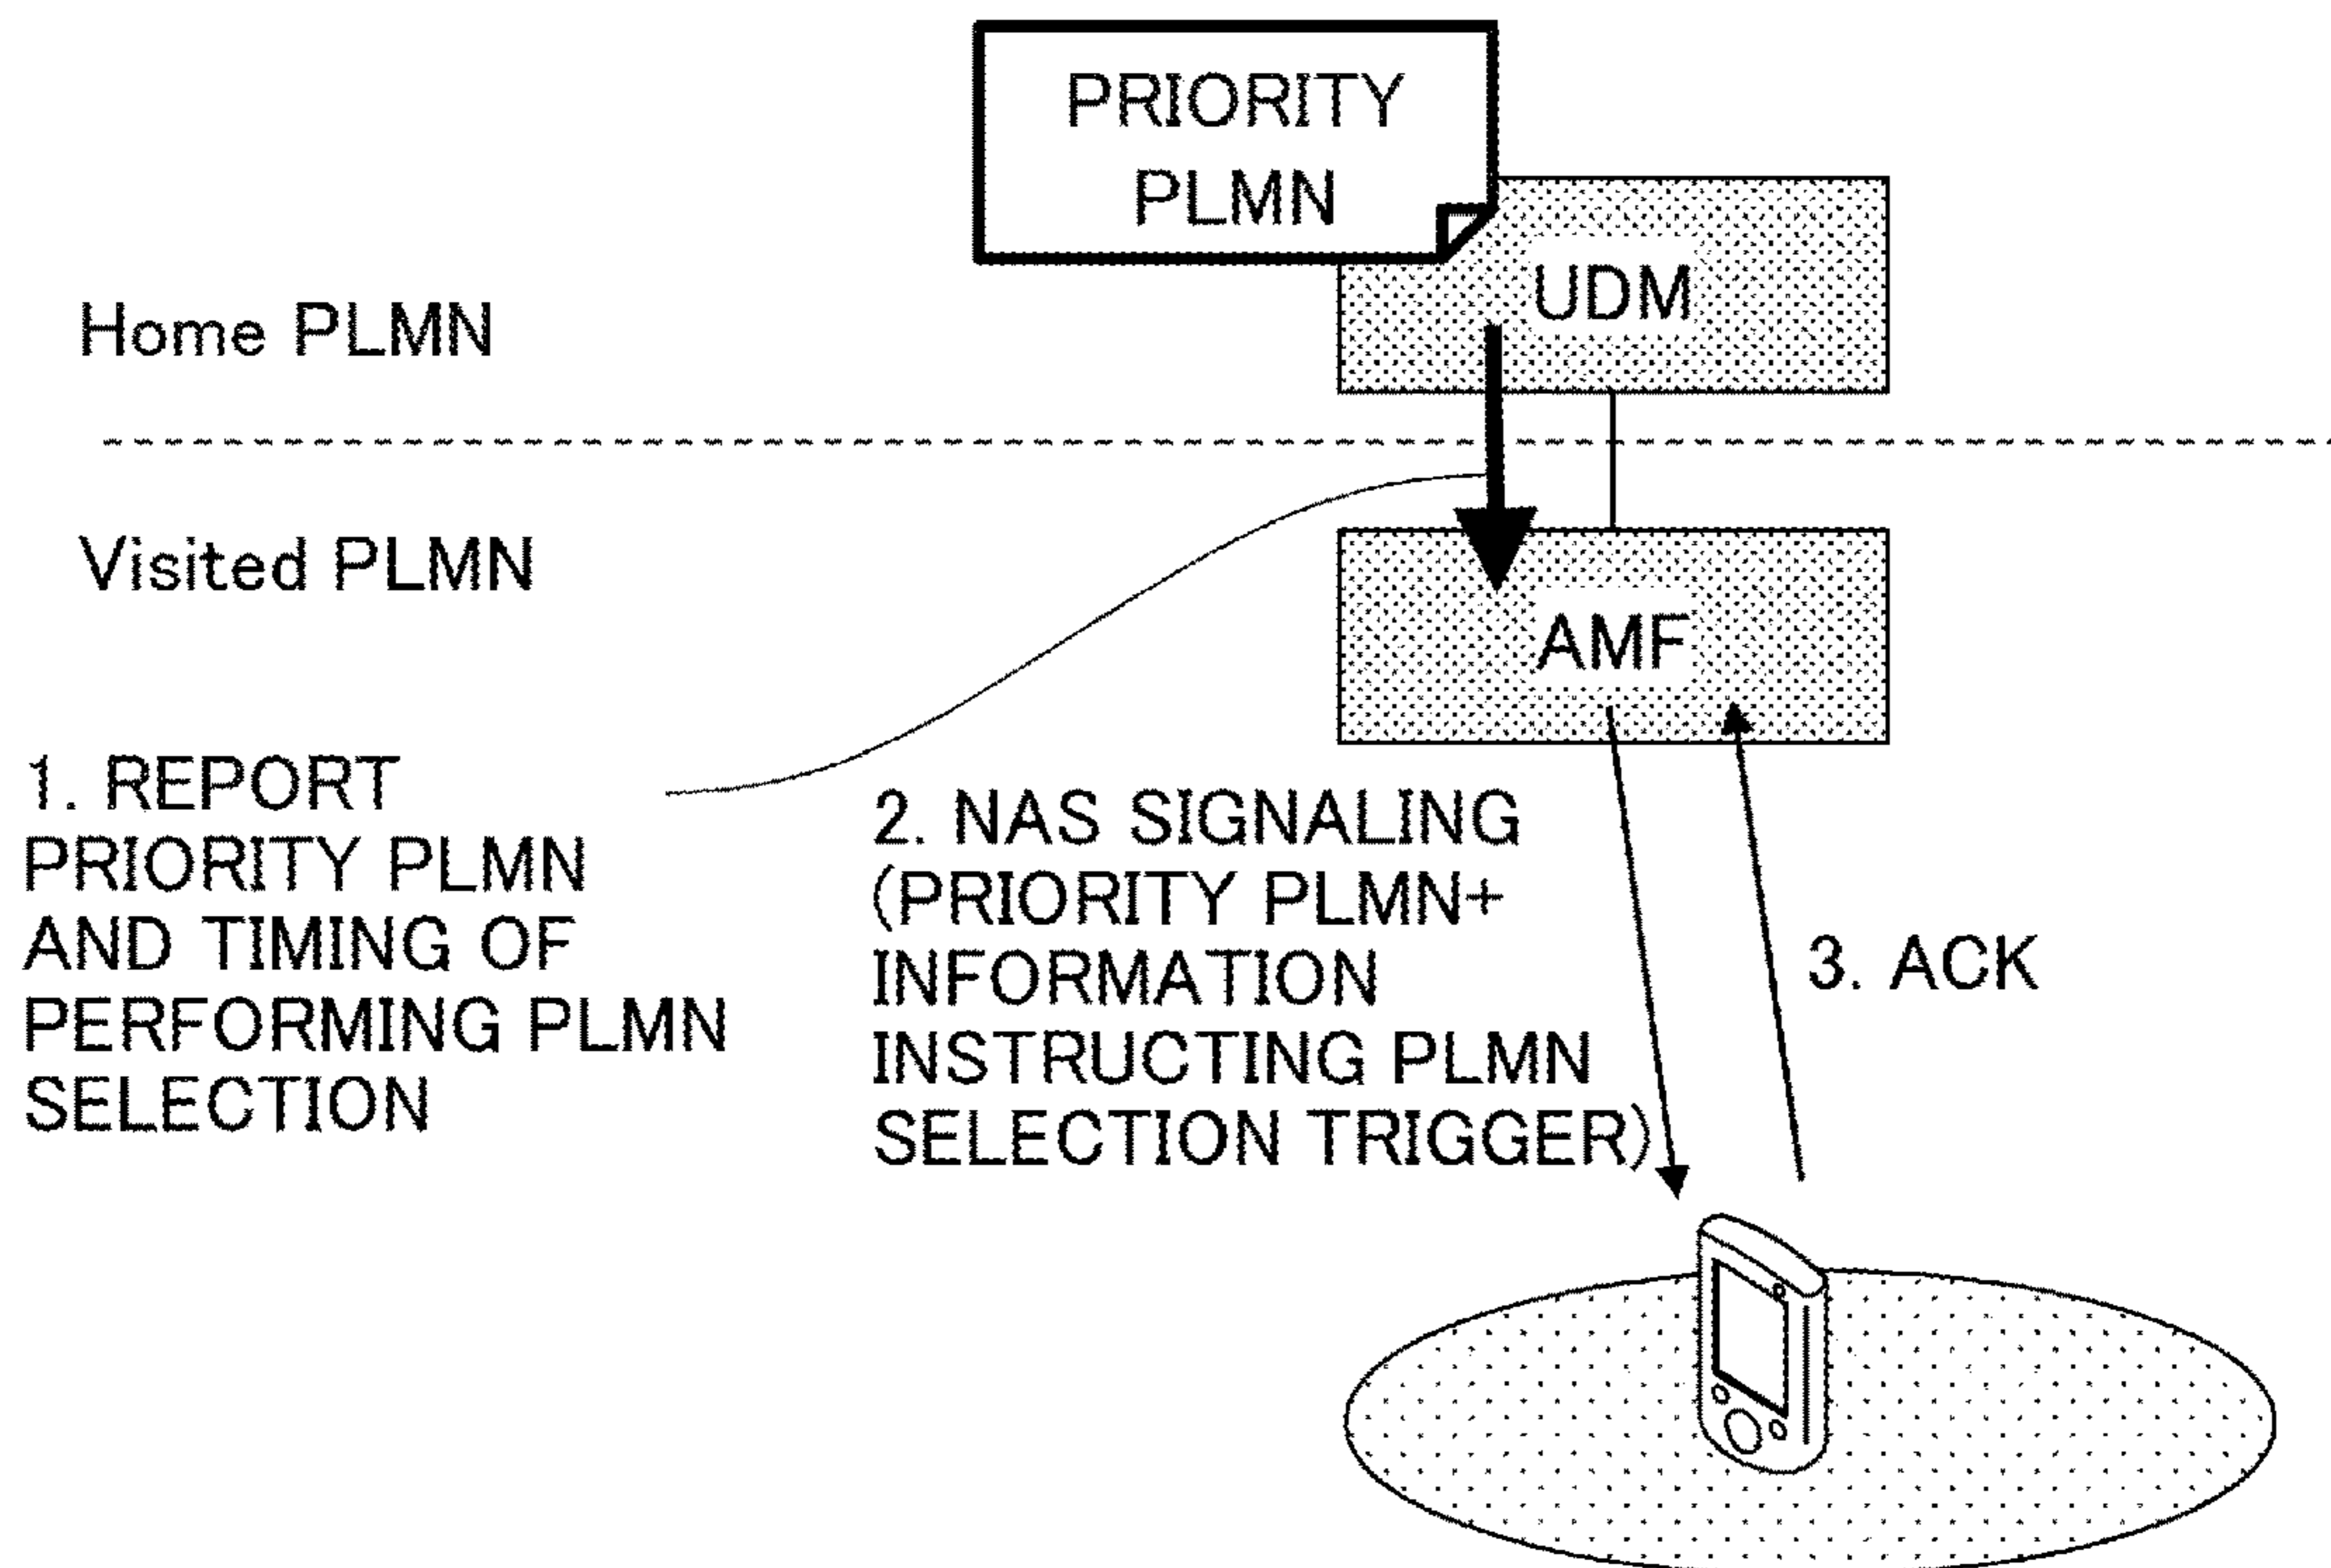 PRIORITY
PLMN
UDM
Home PLMN
Visited PLMN
AMF
1. REPORT
PRIORITY PLMN
AND TIMING OF
PERFORMING PLMN
SELECTION
2. NAS SIGNALING
(PRIORITY PLMN+
INFORMATION
INSTRUCTING PLMN
SELECTION TRIGGER)
3. ACK